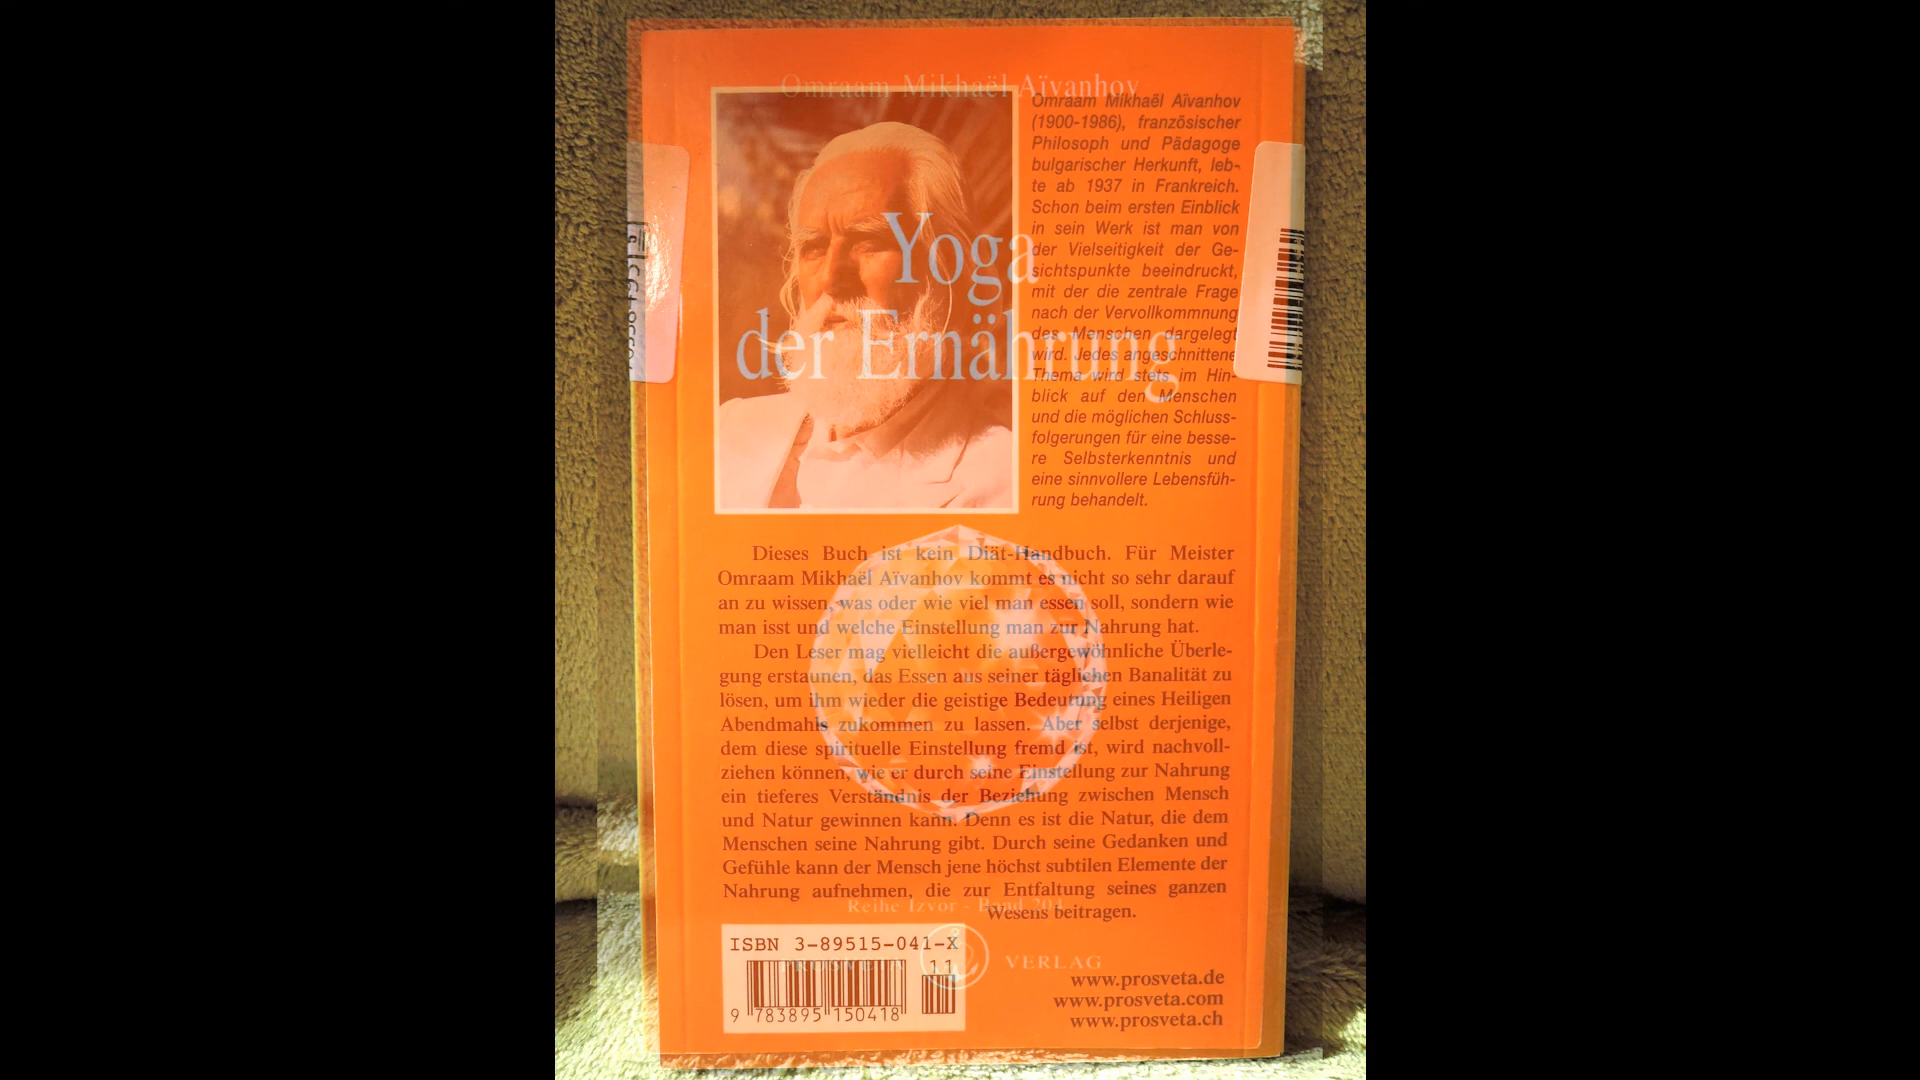 Omraam Mikhaël Aïvanhov
Yoga
der Ernährung
Omraam Mikhaël Aïvanhov
(1900-1986), französischer
Philosoph und Pädagoge
bulgarischer Herkunft, leb-
te ab 1937 in Frankreich.
Schon beim ersten Einblick
in sein Werk ist man von
der Vielseitigkeit der Ge-
sichtspunkte beeindruckt,
mit der die zentrale Frage
nach der Vervollkommnung
des Menschen dargelegt
wird. Jedes angeschnittene
Thema wird stets im Hin-
blick auf den Menschen
und die möglichen Schluss-
folgerungen für eine besse-
re Selbsterkenntnis und
eine sinnvollere Lebensfüh-
rung behandelt.
Dieses Buch ist kein Diät-Handbuch. Für Meister
Omraam Mikhaël Aïvanhov kommt es nicht so sehr darauf
an zu wissen, was oder wie viel man essen soll, sondern wie
man isst und welche Einstellung man zur Nahrung hat.
Den Leser mag vielleicht die außergewöhnliche Überle-
gung erstaunen, das Essen aus seiner täglichen Banalität zu
lösen, um ihm wieder die geistige Bedeutung eines Heiligen
Abendmahls zukommen zu lassen. Aber selbst derjenige,
dem diese spirituelle Einstellung fremd ist, wird nachvoll-
ziehen können, wie er durch seine Einstellung zur Nahrung
ein tieferes Verständnis der Beziehung zwischen Mensch
und Natur gewinnen kann. Denn es ist die Natur, die dem
Menschen seine Nahrung gibt. Durch seine Gedanken und
Gefühle kann der Mensch jene höchst subtilen Elemente der
Nahrung aufnehmen, die zur Entfaltung seines ganzen
Wesens beitragen.
Reihe Izvor - Band 204
PROSVETA VERLAG
ISBN 3-89515-041-X
11
9 783895 150418
www.prosveta.de
www.prosveta.com
www.prosveta.ch